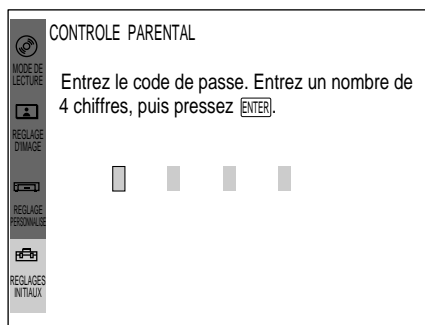 CONTROLE PARENTAL
MODE DE
LECTURE
Entrez le code de passe. Entrez un nombre de
4 chiffres, puis pressez ENTER.
REGLAGE
D'IMAGE
REGLAGE
PERSONNALISE
REGLAGES
INITIAUX